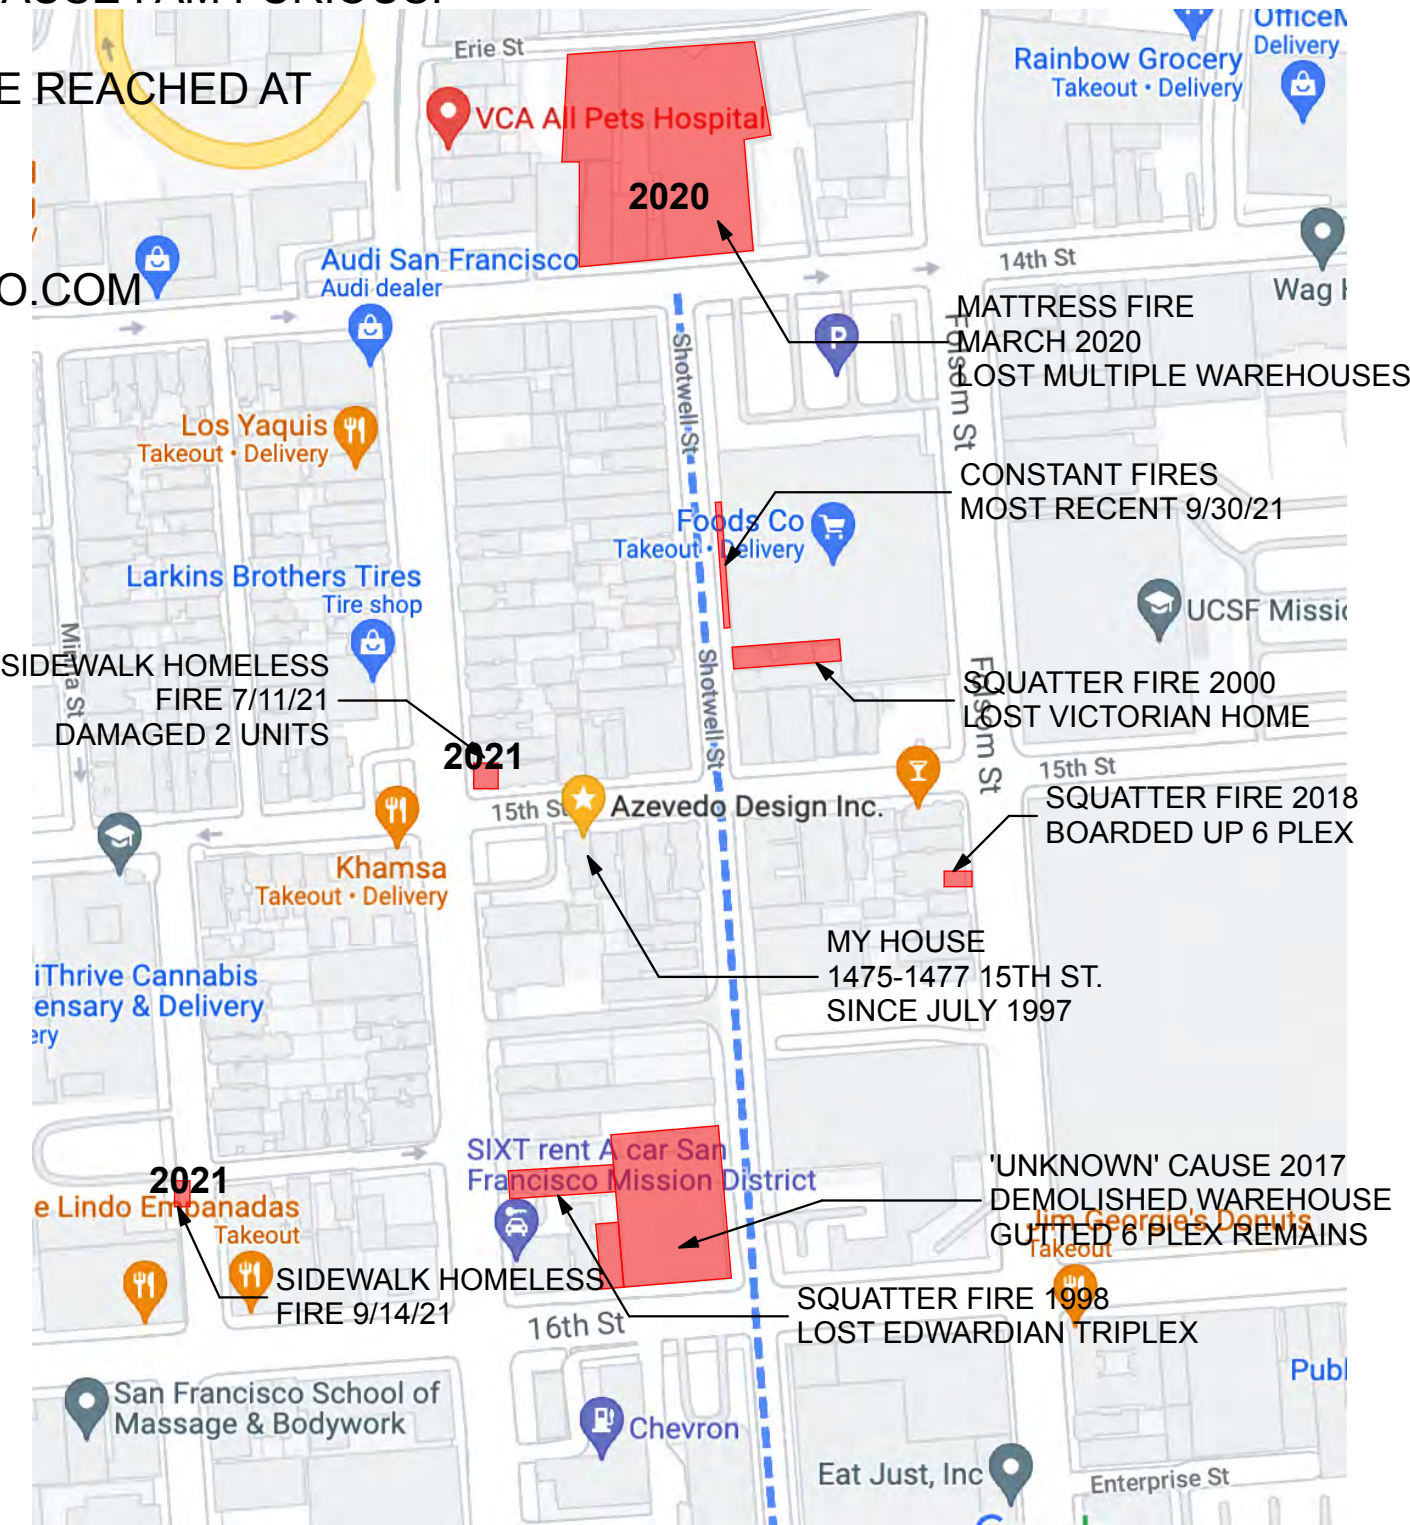 Erie St
OfficeM
Delivery
Rainbow Grocery
Takeout • Delivery
E REACHED AT
VCA All Pets Hospital
2020
14th St
Wag H
Audi San Francisco
Audi dealer
O.COM
MATTRESS FIRE
MARCH 2020
LOST MULTIPLE WAREHOUSES
P
Folsom St
Shotwell St
Los Yaquis
Takeout • Delivery
CONSTANT FIRES
MOST RECENT 9/30/21
Foods Co
Takeout • Delivery
Larkins Brothers Tires
Tire shop
UCSF Missio
Minna St
SIDEWALK HOMELESS
FIRE 7/11/21
DAMAGED 2 UNITS
Shotwell St
Folsom St
SQUATTER FIRE 2000
LOST VICTORIAN HOME
2021
15th St
15th St
Azevedo Design Inc.
SQUATTER FIRE 2018
BOARDED UP 6 PLEX
Khamsa
Takeout • Delivery
MY HOUSE
1475-1477 15TH ST.
SINCE JULY 1997
iThrive Cannabis
ensary & Delivery
ery
SIXT rent A car San
Francisco Mission District
2021
e Lindo Empanadas
Takeout
'UNKNOWN' CAUSE 2017
DEMOLISHED WAREHOUSE
GUTTED 6 PLEX REMAINS
Jim Georgie's Donuts
Takeout
SIDEWALK HOMELESS
FIRE 9/14/21
SQUATTER FIRE 1998
LOST EDWARDIAN TRIPLEX
16th St
San Francisco School of
Massage & Bodywork
Chevron
Publ
Eat Just, Inc
Enterprise St